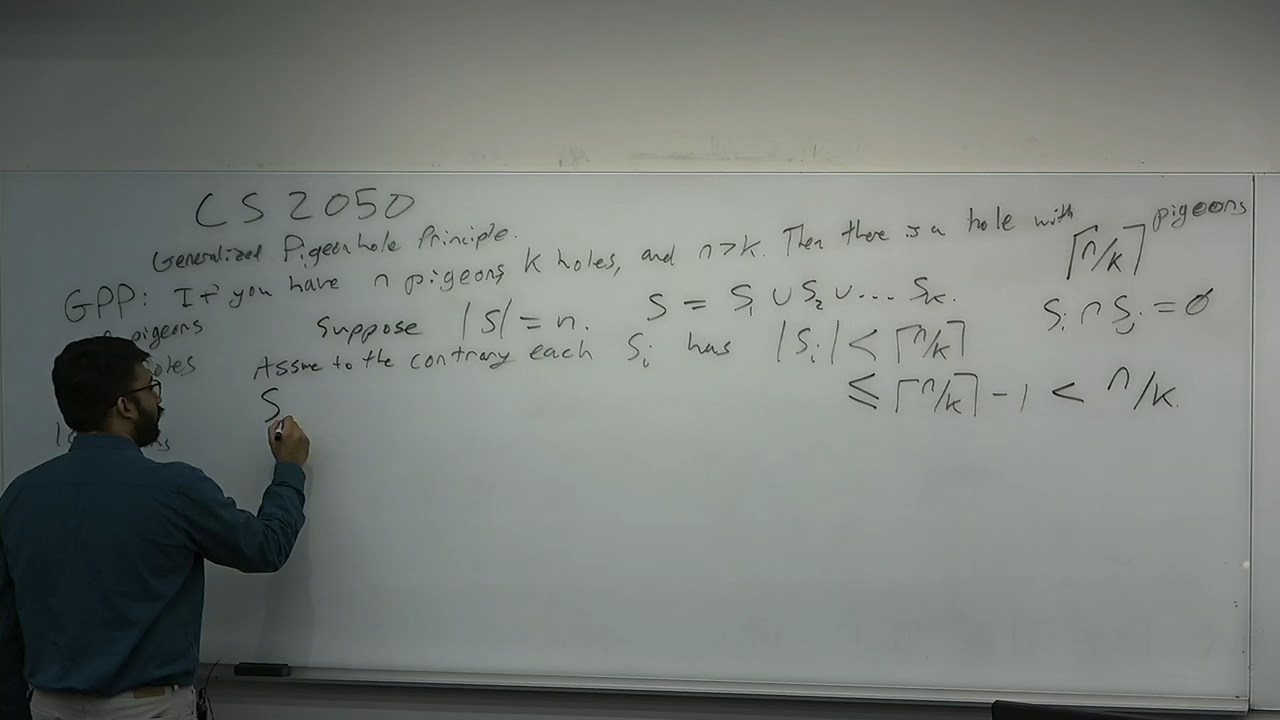 CS 2050
Generalized Pigeonhole Principle.
GPP: If you have n pigeons, k holes, and n>k. Then there is a hole with ⌈n/k⌉ pigeons
pigeons
Suppose |S| = n. S = S₁ ∪ S₂ ∪ ... Sₖ. Sᵢ ∩ Sⱼ = ∅
Assume to the contrary each Sᵢ has |Sᵢ| < ⌈n/k⌉
≤ ⌈n/k⌉ - 1 < n/k.
S